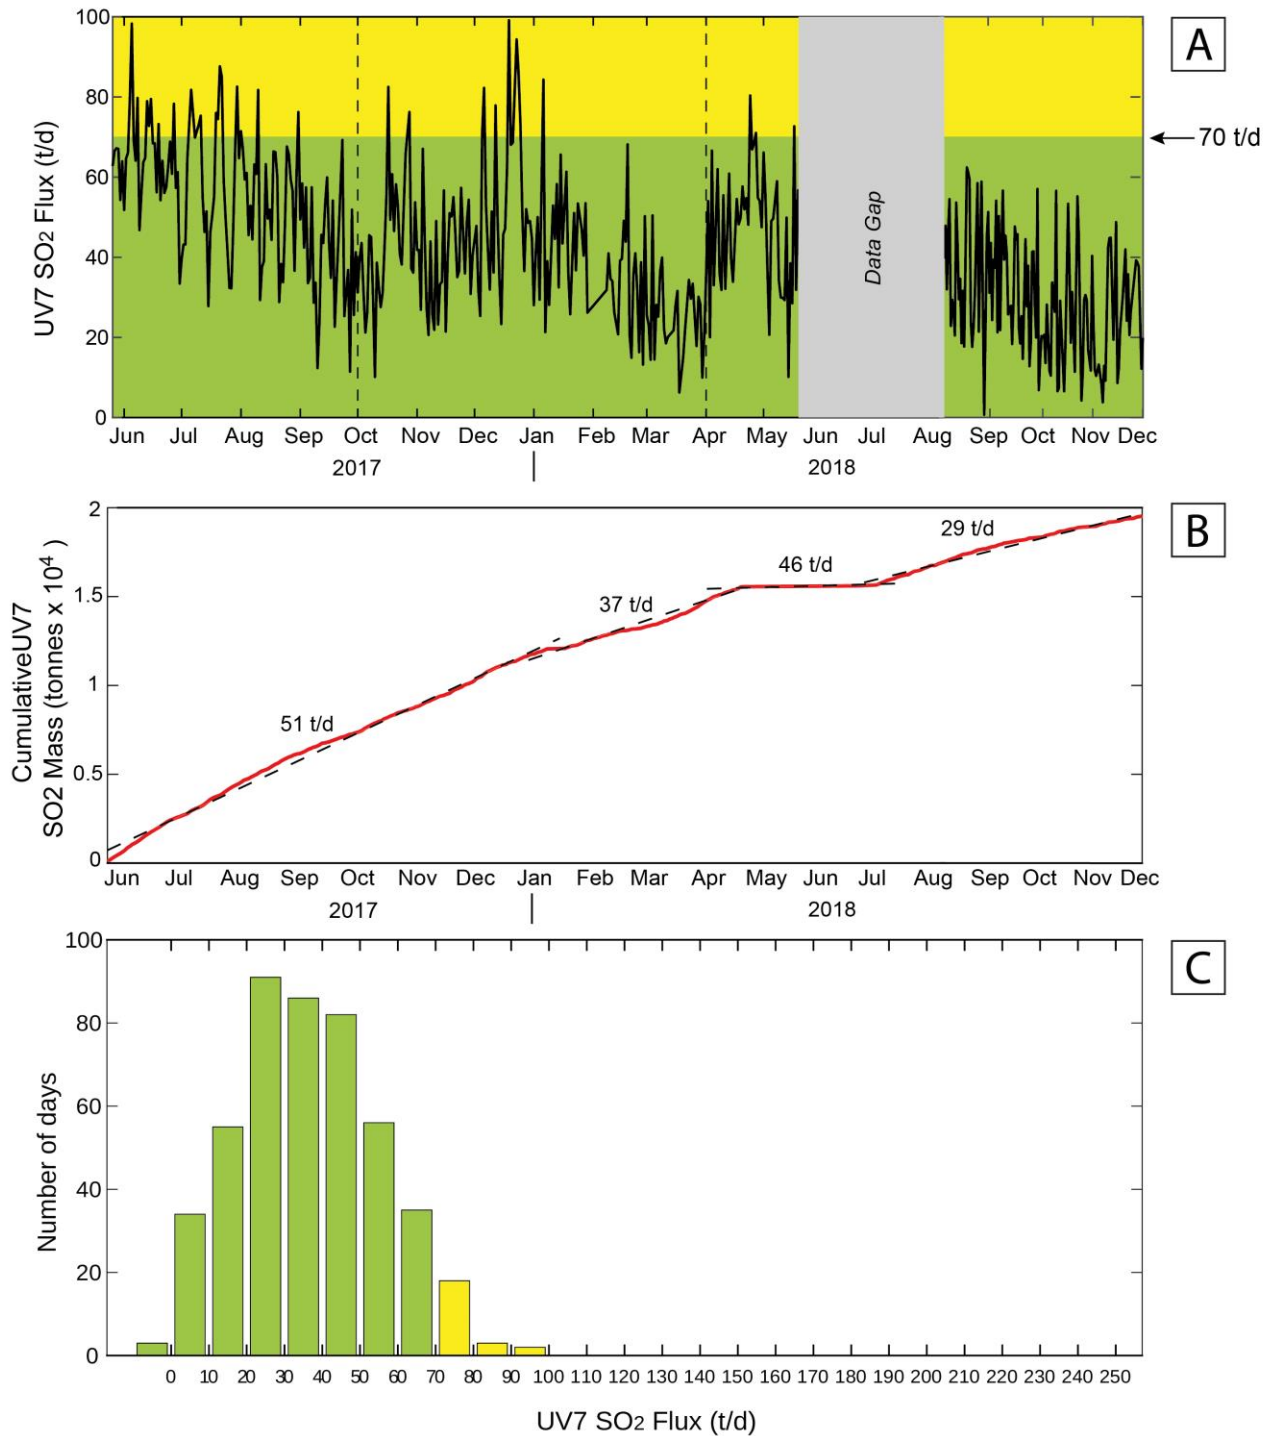 A
UV7 SO2 Flux (t/d)
100
80
60
40
20
0
70 t/d
Data Gap
Jun Jul Aug Sep Oct Nov Dec Jan Feb Mar Apr May Jun Jul Aug Sep Oct Nov Dec
2017 2018
B
CumulativeUV7
SO2 Mass (tonnes x 10^4 )
2
1.5
1
0.5
0
51 t/d
37 t/d
46 t/d
29 t/d
Jun Jul Aug Sep Oct Nov Dec Jan Feb Mar Apr May Jun Jul Aug Sep Oct Nov Dec
2017 2018
C
Number of days
100
80
60
40
20
0
0 10 20 30 40 50 60 70 80 90 100 110 120 130 140 150 160 170 180 190 200 210 220 230 240 250
UV7 SO2 Flux (t/d)